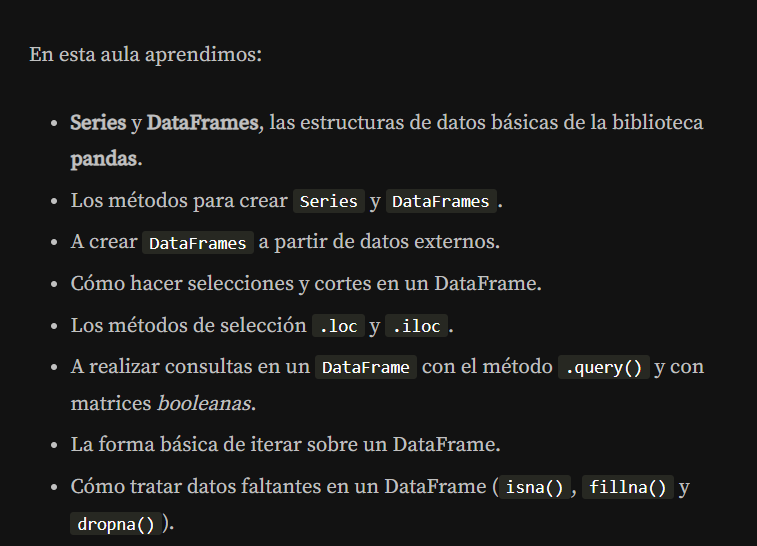 En esta aula aprendimos:
• Series y DataFrames, las estructuras de datos básicas de la biblioteca
pandas.
• Los métodos para crear Series y DataFrames.
• A crear DataFrames a partir de datos externos.
• Cómo hacer selecciones y cortes en un DataFrame.
• Los métodos de selección .loc y .iloc.
• A realizar consultas en un DataFrame con el método .query() y con
matrices booleanas.
• La forma básica de iterar sobre un DataFrame.
• Cómo tratar datos faltantes en un DataFrame (isna(), fillna() y
dropna()).